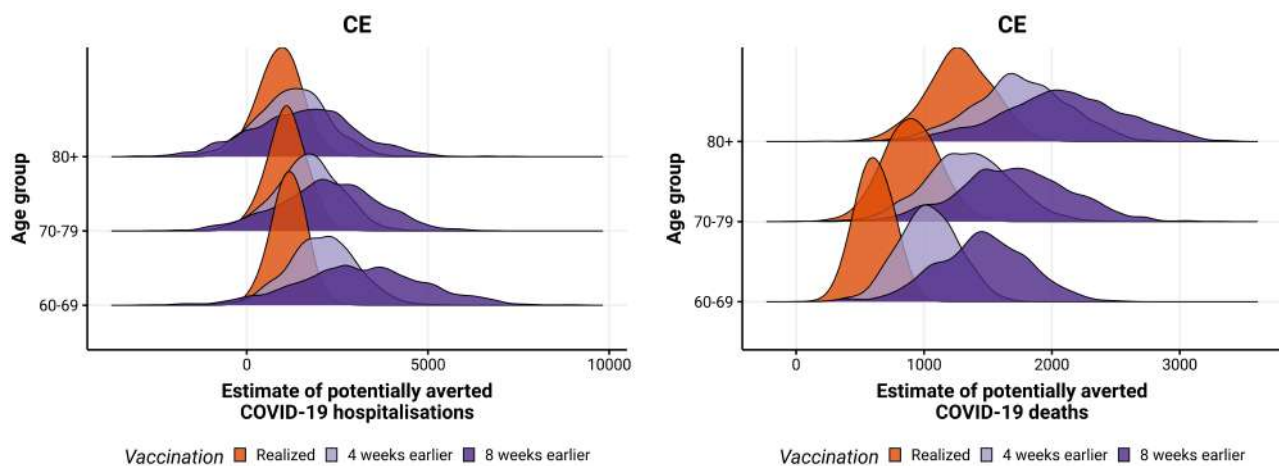 CE
Age group
80+
70-79
60-69
0 5000 10000
Estimate of potentially averted
COVID-19 hospitalisations
Vaccination Realized 4 weeks earlier 8 weeks earlier
CE
Age group
80+
70-79
60-69
0 1000 2000 3000
Estimate of potentially averted
COVID-19 deaths
Vaccination Realized 4 weeks earlier 8 weeks earlier